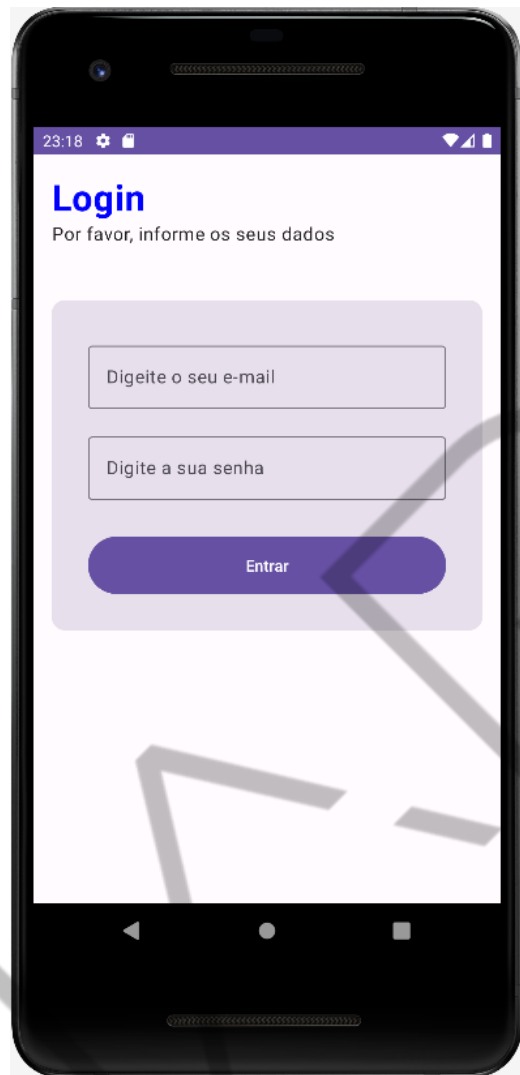 23:18
Login
Por favor, informe os seus dados
Digeite o seu e-mail
Digite a sua senha
Entrar